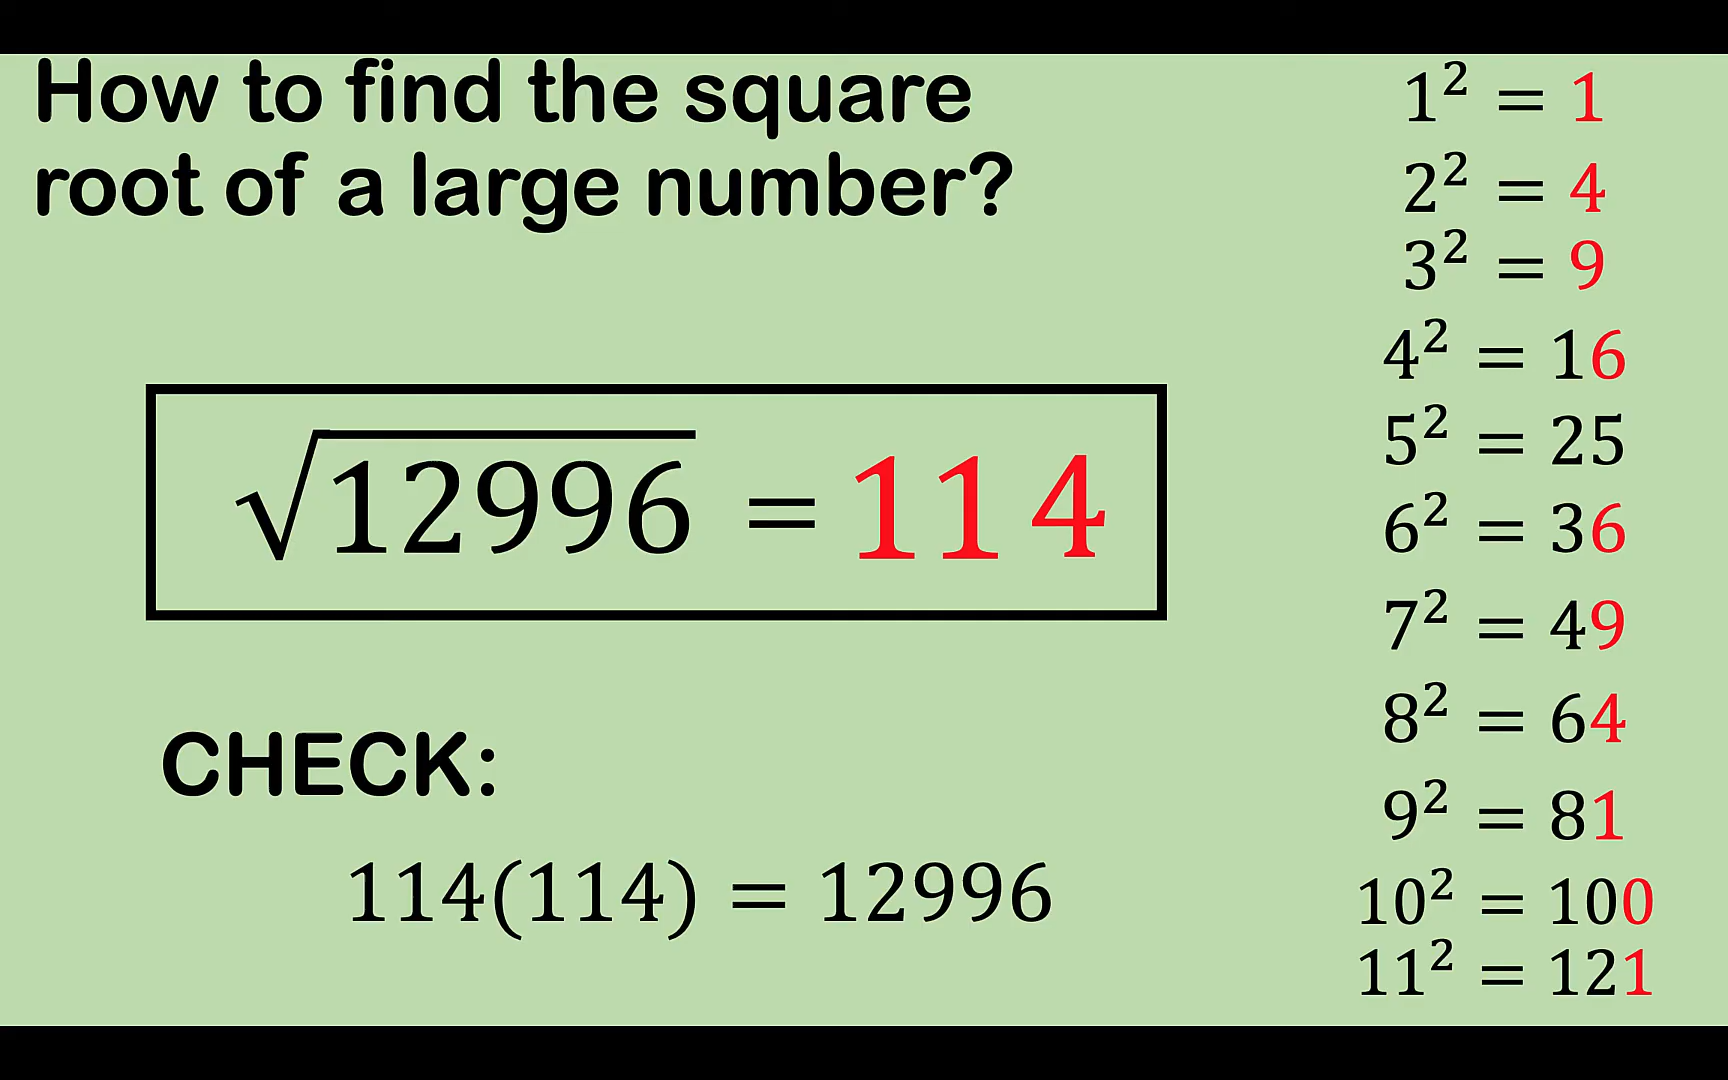 How to find the square
root of a large number?
√12996 = 114
CHECK:
114(114) = 12996
1² = 1
2² = 4
3² = 9
4² = 16
5² = 25
6² = 36
7² = 49
8² = 64
9² = 81
10² = 100
11² = 121